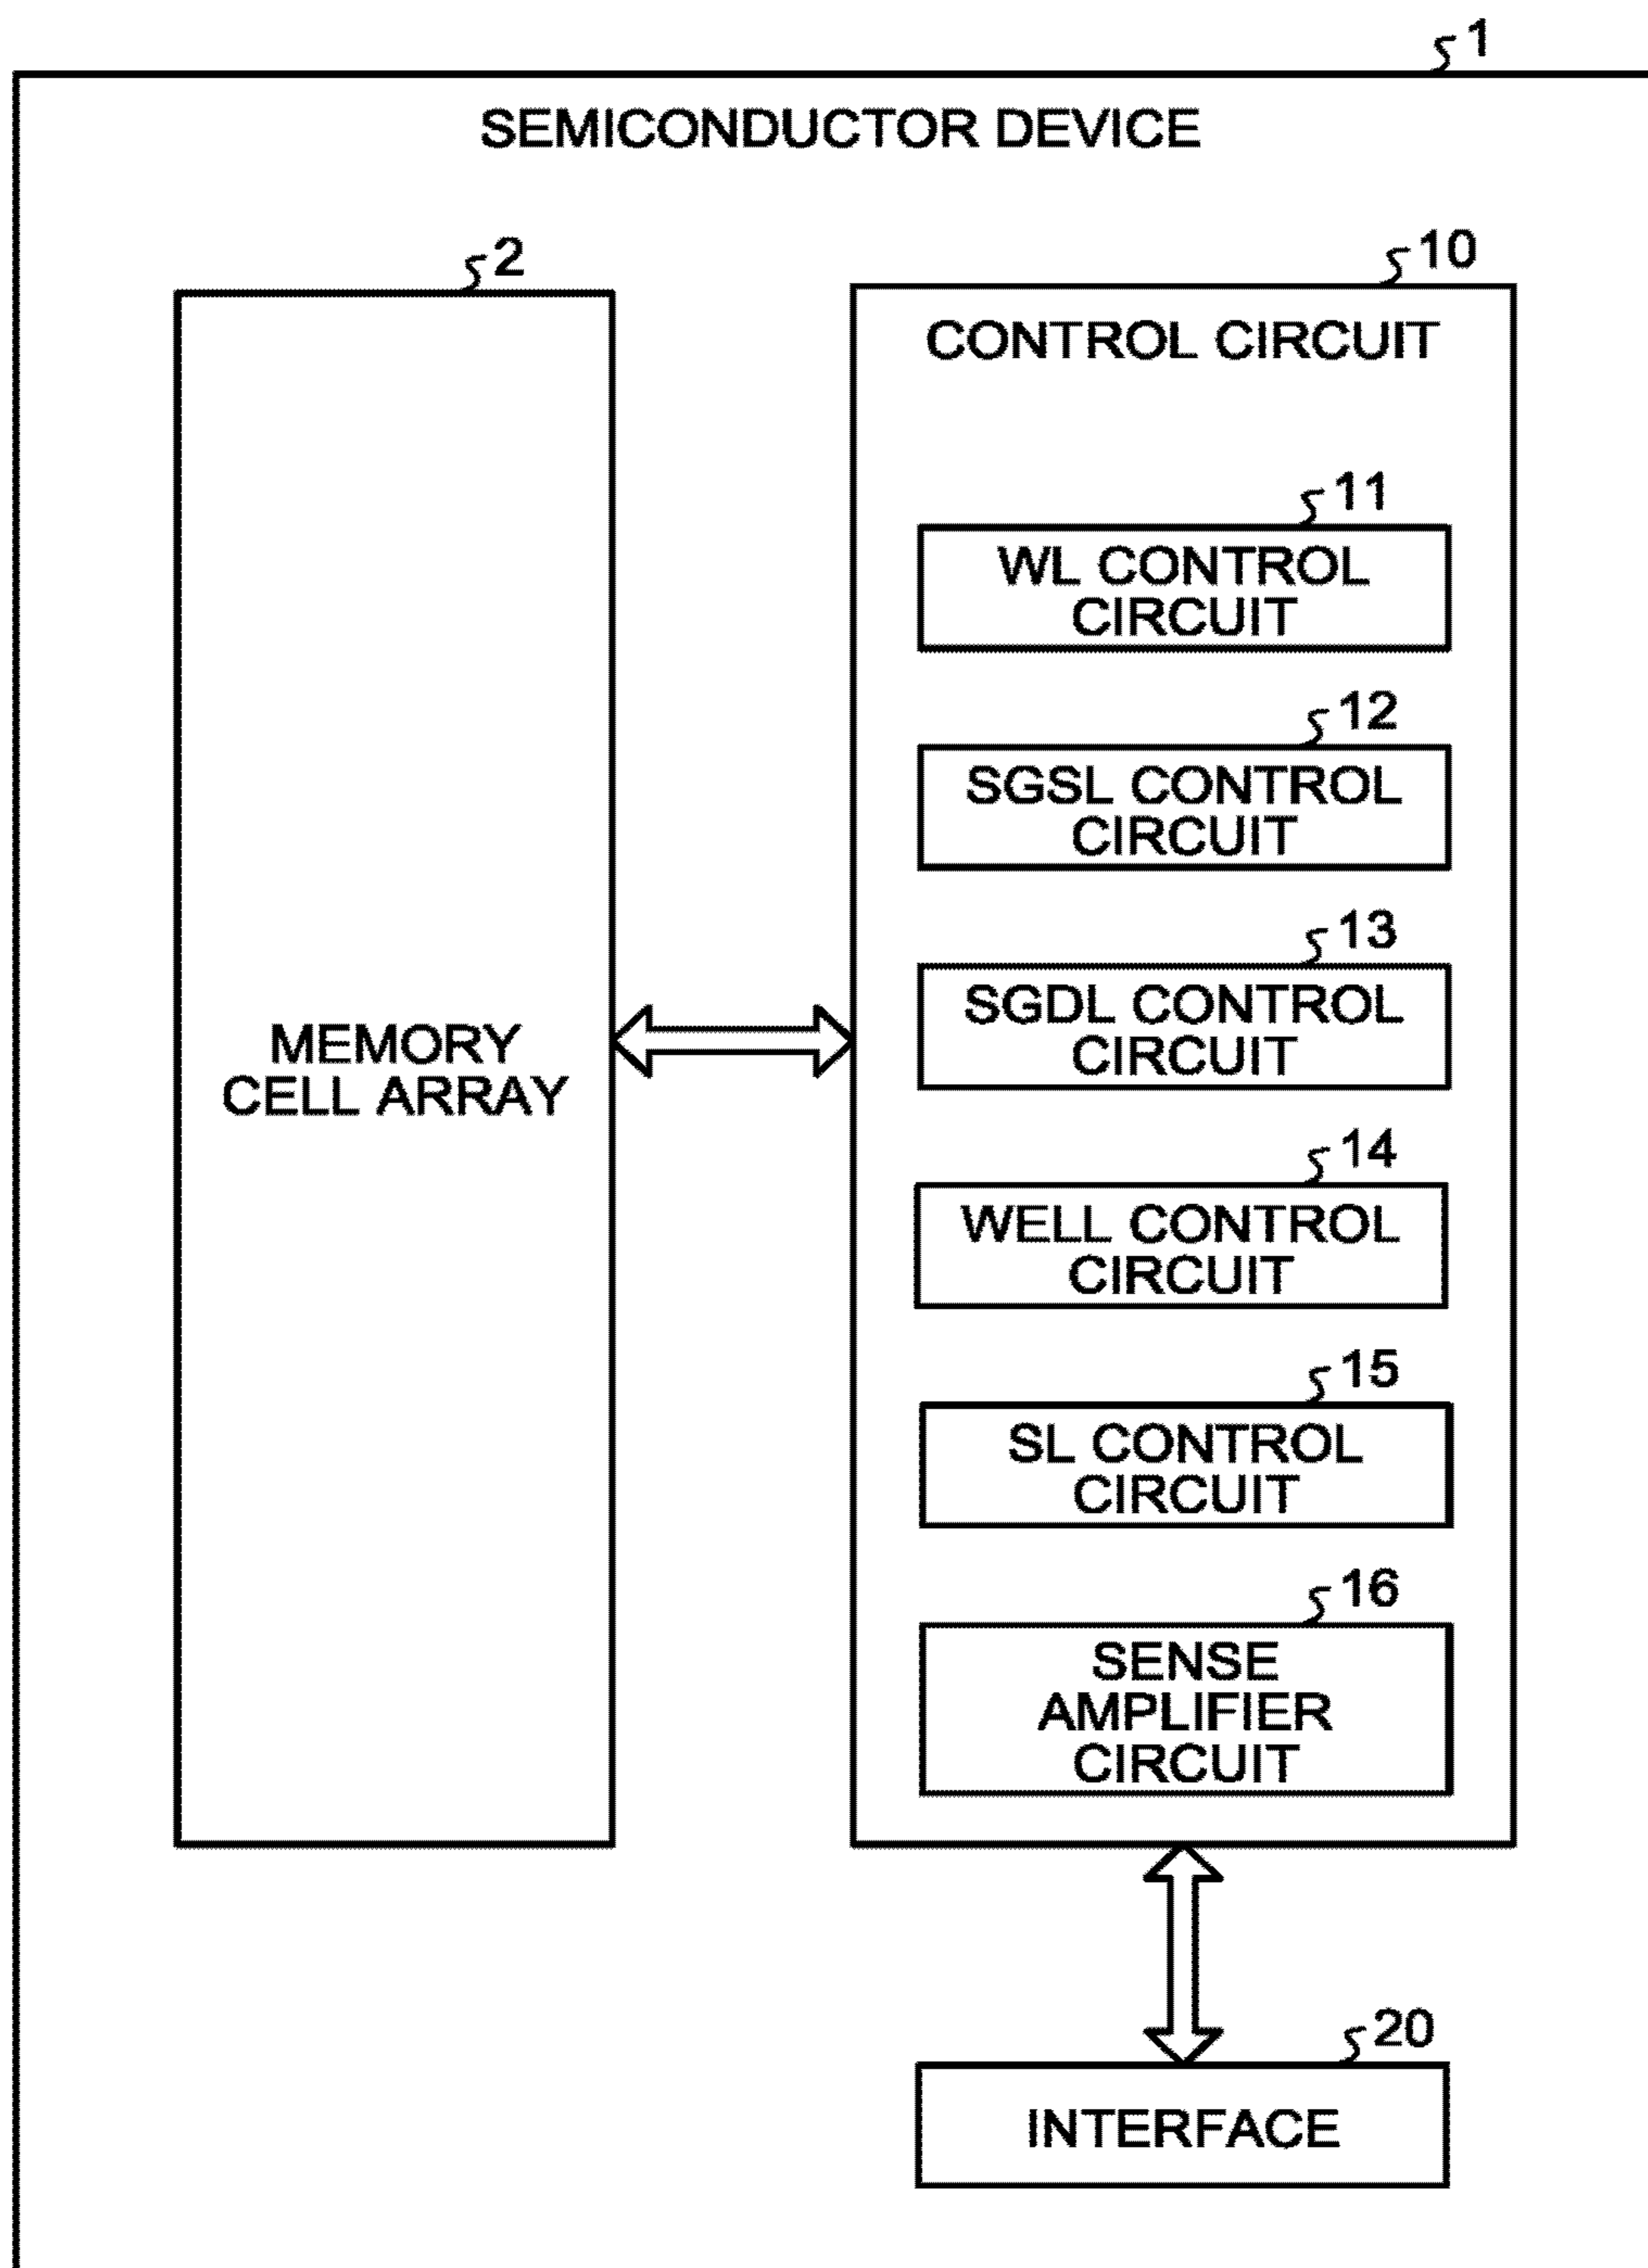 1
SEMICONDUCTOR DEVICE
2
MEMORY
CELL ARRAY
10
CONTROL CIRCUIT
11
WL CONTROL
CIRCUIT
12
SGSL CONTROL
CIRCUIT
13
SGDL CONTROL
CIRCUIT
14
WELL CONTROL
CIRCUIT
15
SL CONTROL
CIRCUIT
16
SENSE
AMPLIFIER
CIRCUIT
20
INTERFACE